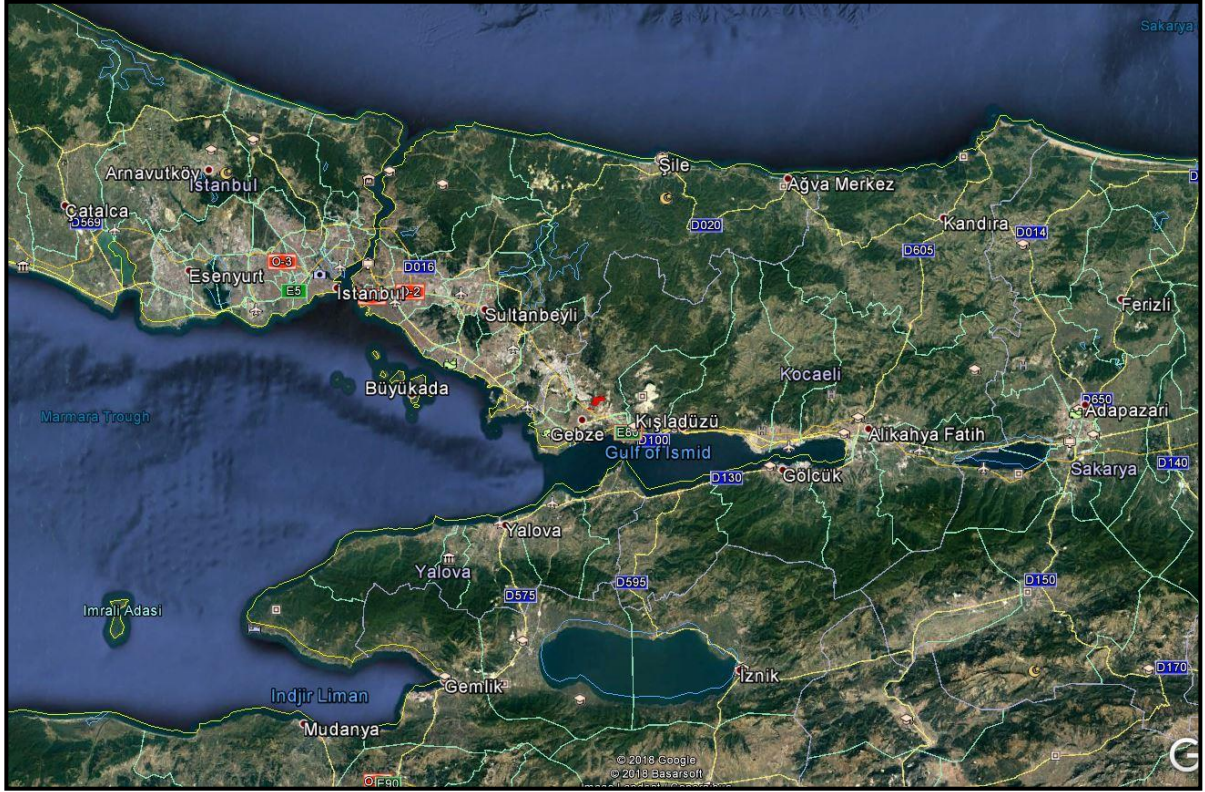 Sakarya
Şile
Arnavutköy
İstanbul
Ağva Merkez
Çatalca
D569
D020
Kandıra
D014
D605
O-3
D016
Esenyurt
E5
İstanbul
Sultanbeyli
Ferizli
Kocaeli
Büyükada
D650
Adapazari
Marmara Trough
Kışladüzü
Gebze
D100
Alikahya Fatih
Gulf of Ismid
Sakarya
D140
D130
Gölcük
Yalova
Yalova
D595
D150
D575
Imrali Adasi
D170
İznik
Gemlik
Indjir Liman
Mudanya
© 2018 Google
© 2018 Basarsoft
E90